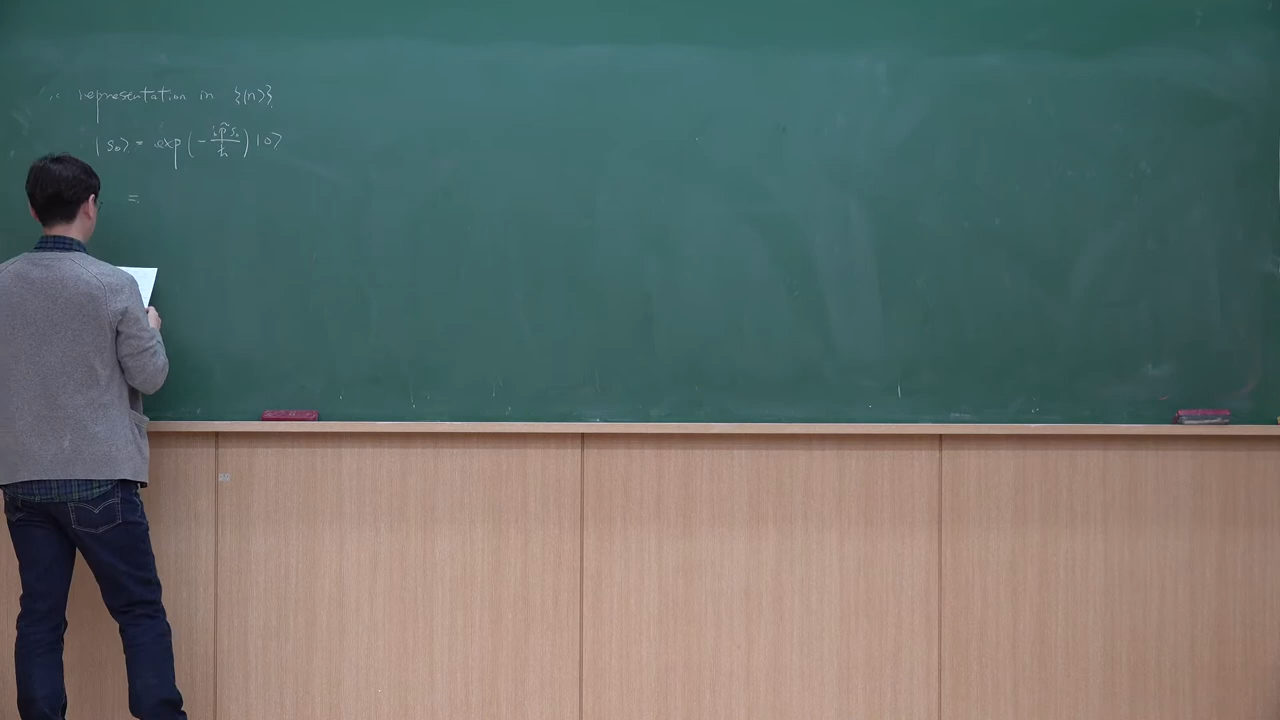 ∴ representation in {|n>}
|s₀> = exp(-ip̂s₀/ħ)|0>
=